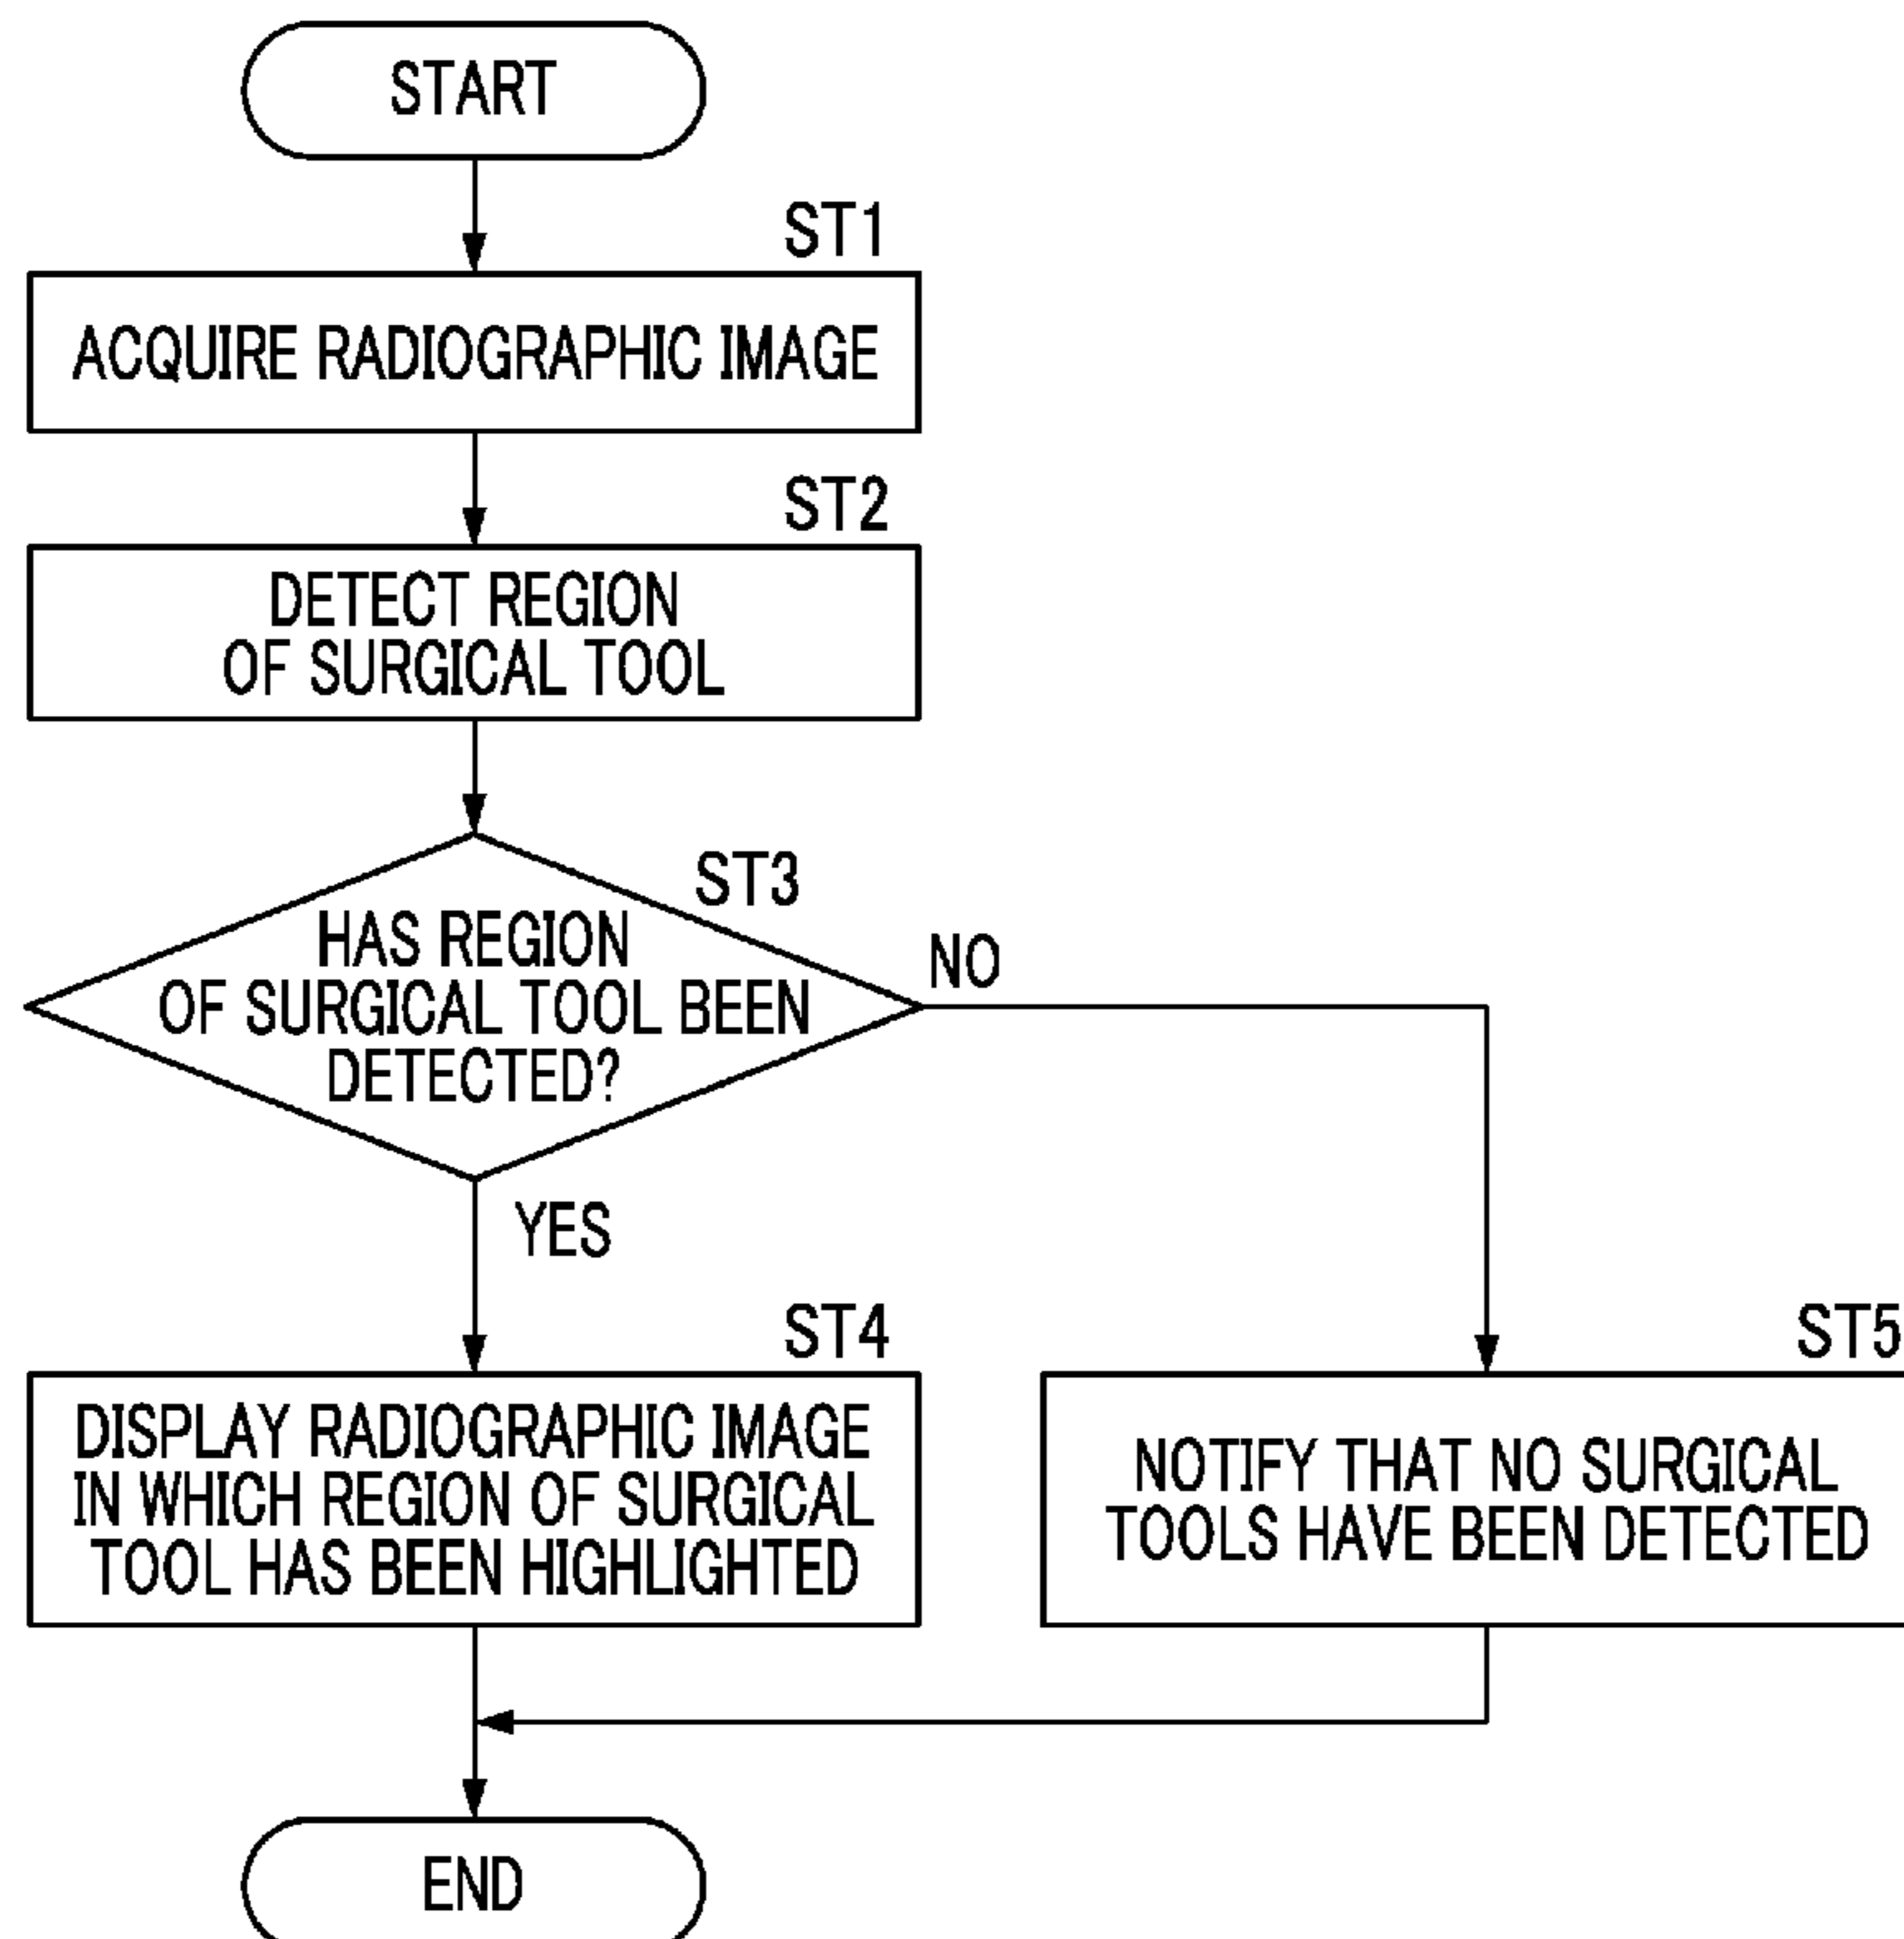 START
ST1
ACQUIRE RADIOGRAPHIC IMAGE
ST2
DETECT REGION
OF SURGICAL TOOL
ST3
HAS REGION
OF SURGICAL TOOL BEEN
DETECTED?
NO
YES
ST4
DISPLAY RADIOGRAPHIC IMAGE
IN WHICH REGION OF SURGICAL
TOOL HAS BEEN HIGHLIGHTED
ST5
NOTIFY THAT NO SURGICAL
TOOLS HAVE BEEN DETECTED
END